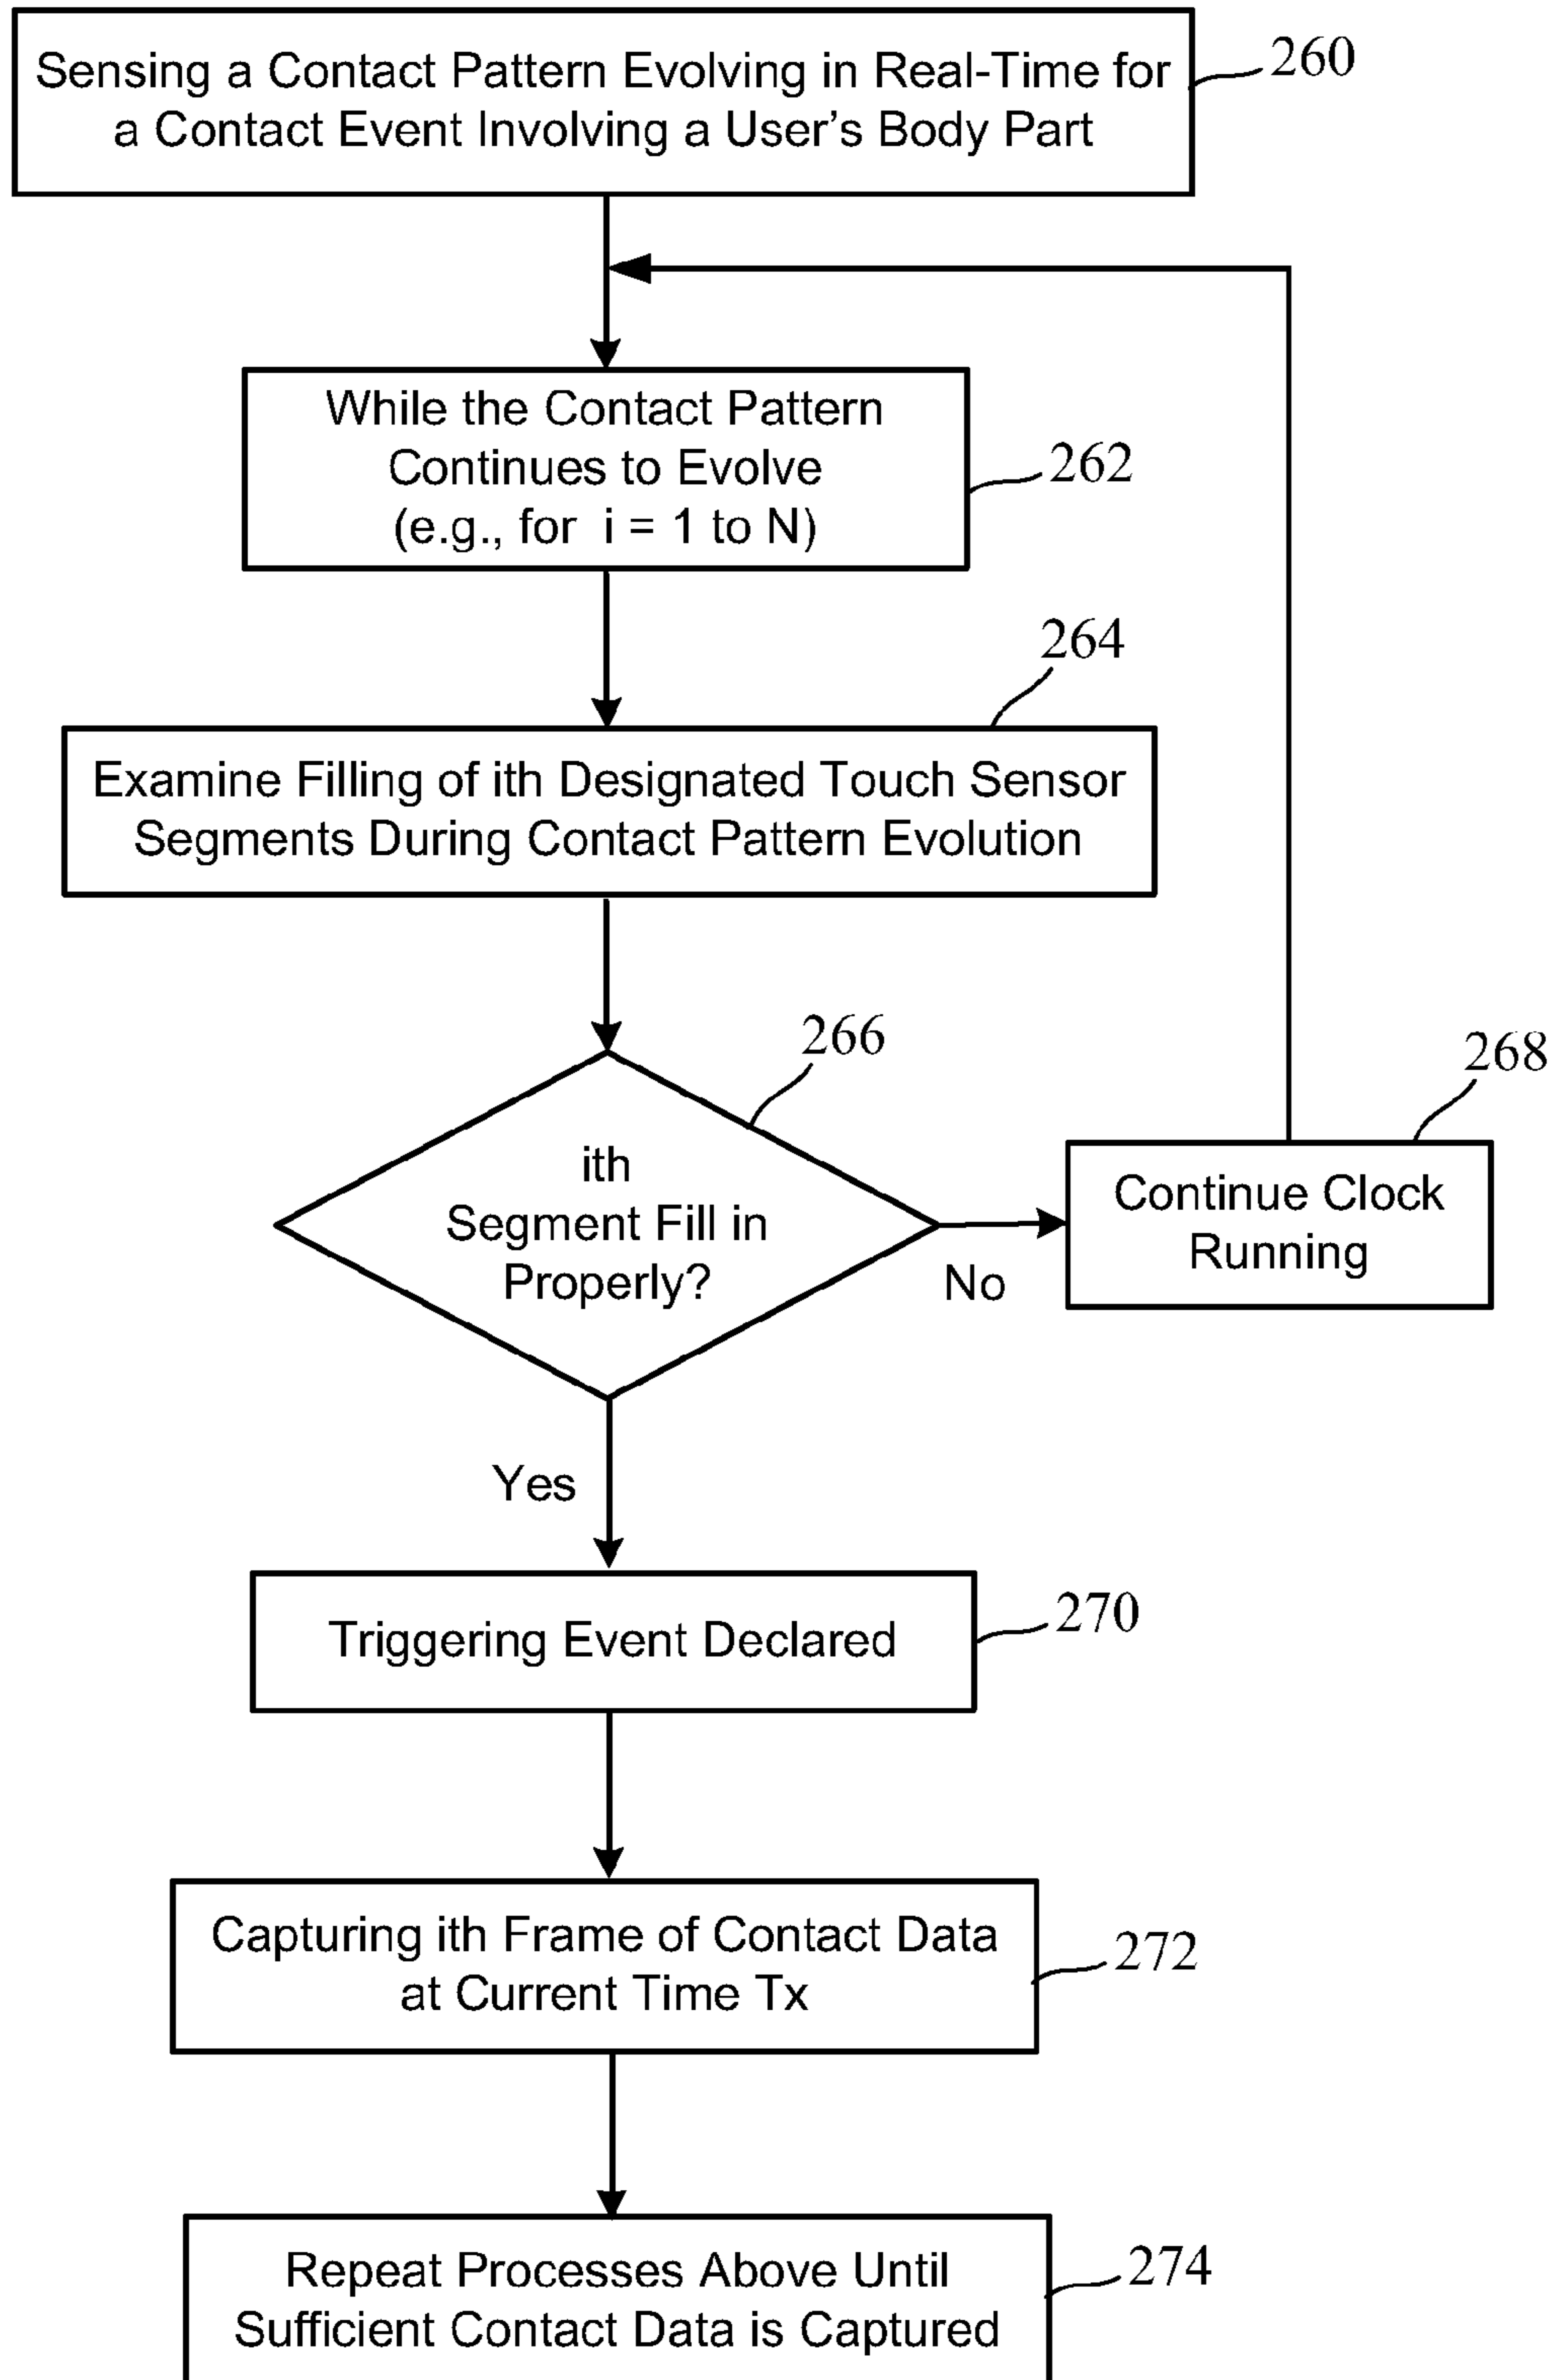 Sensing a Contact Pattern Evolving in Real-Time for
a Contact Event Involving a User's Body Part
260
While the Contact Pattern
Continues to Evolve
(e.g., for i = 1 to N)
262
264
Examine Filling of ith Designated Touch Sensor
Segments During Contact Pattern Evolution
266
ith
Segment Fill in
Properly?
No
268
Continue Clock
Running
Yes
Triggering Event Declared
270
Capturing ith Frame of Contact Data
at Current Time Tx
272
Repeat Processes Above Until
Sufficient Contact Data is Captured
274